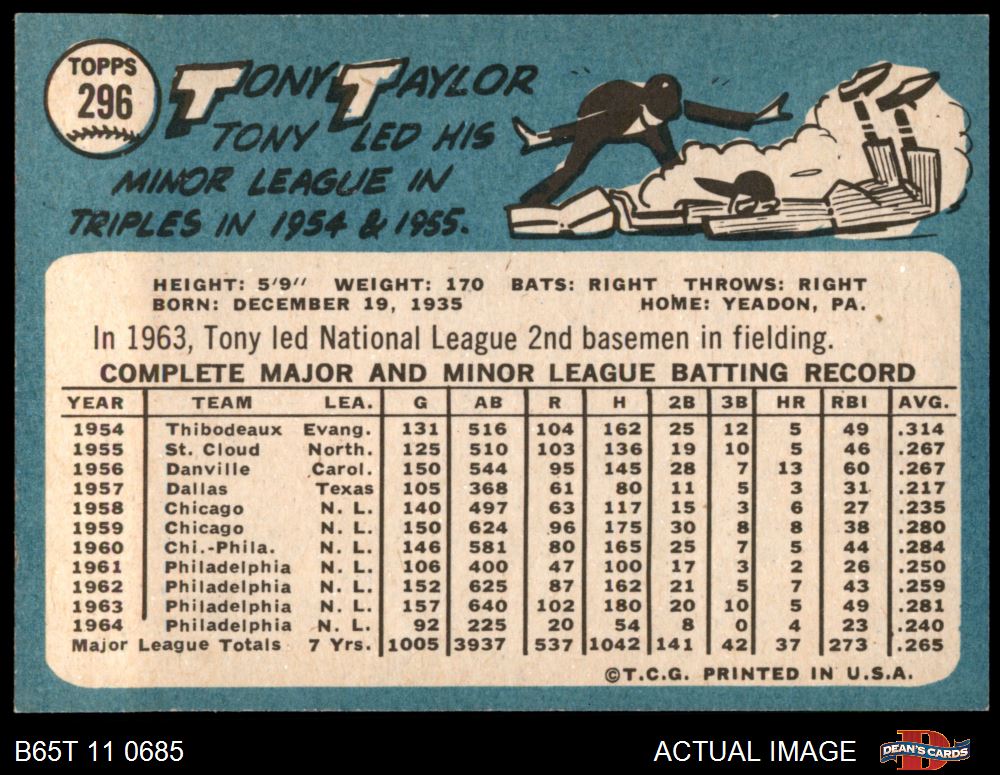 TOPPS
296
TONY TAYLOR
TONY LED HIS
MINOR LEAGUE IN
TRIPLES IN 1954 & 1955.
HEIGHT: 5'9" WEIGHT: 170 BATS: RIGHT THROWS: RIGHT
BORN: DECEMBER 19, 1935 HOME: YEADON, PA.
In 1963, Tony led National League 2nd basemen in fielding.
COMPLETE MAJOR AND MINOR LEAGUE BATTING RECORD
YEAR TEAM LEA. G AB R H 2B 3B HR RBI AVG.
1954 Thibodeaux Evang. 131 516 104 162 25 12 5 49 .314
1955 St. Cloud North. 125 510 103 136 19 10 5 46 .267
1956 Danville Carol. 150 544 95 145 28 7 13 60 .267
1957 Dallas Texas 105 368 61 80 11 5 3 31 .217
1958 Chicago N. L. 140 497 63 117 15 3 6 27 .235
1959 Chicago N. L. 150 624 96 175 30 8 8 38 .280
1960 Chi.-Phila. N. L. 146 581 80 165 25 7 5 44 .284
1961 Philadelphia N. L. 106 400 47 100 17 3 2 26 .250
1962 Philadelphia N. L. 152 625 87 162 21 5 7 43 .259
1963 Philadelphia N. L. 157 640 102 180 20 10 5 49 .281
1964 Philadelphia N. L. 92 225 20 54 8 0 4 23 .240
Major League Totals 7 Yrs. 1005 3937 537 1042 141 42 37 273 .265
©T.C.G. PRINTED IN U.S.A.
B65T 11 0685 ACTUAL IMAGE DEAN'S CARDS